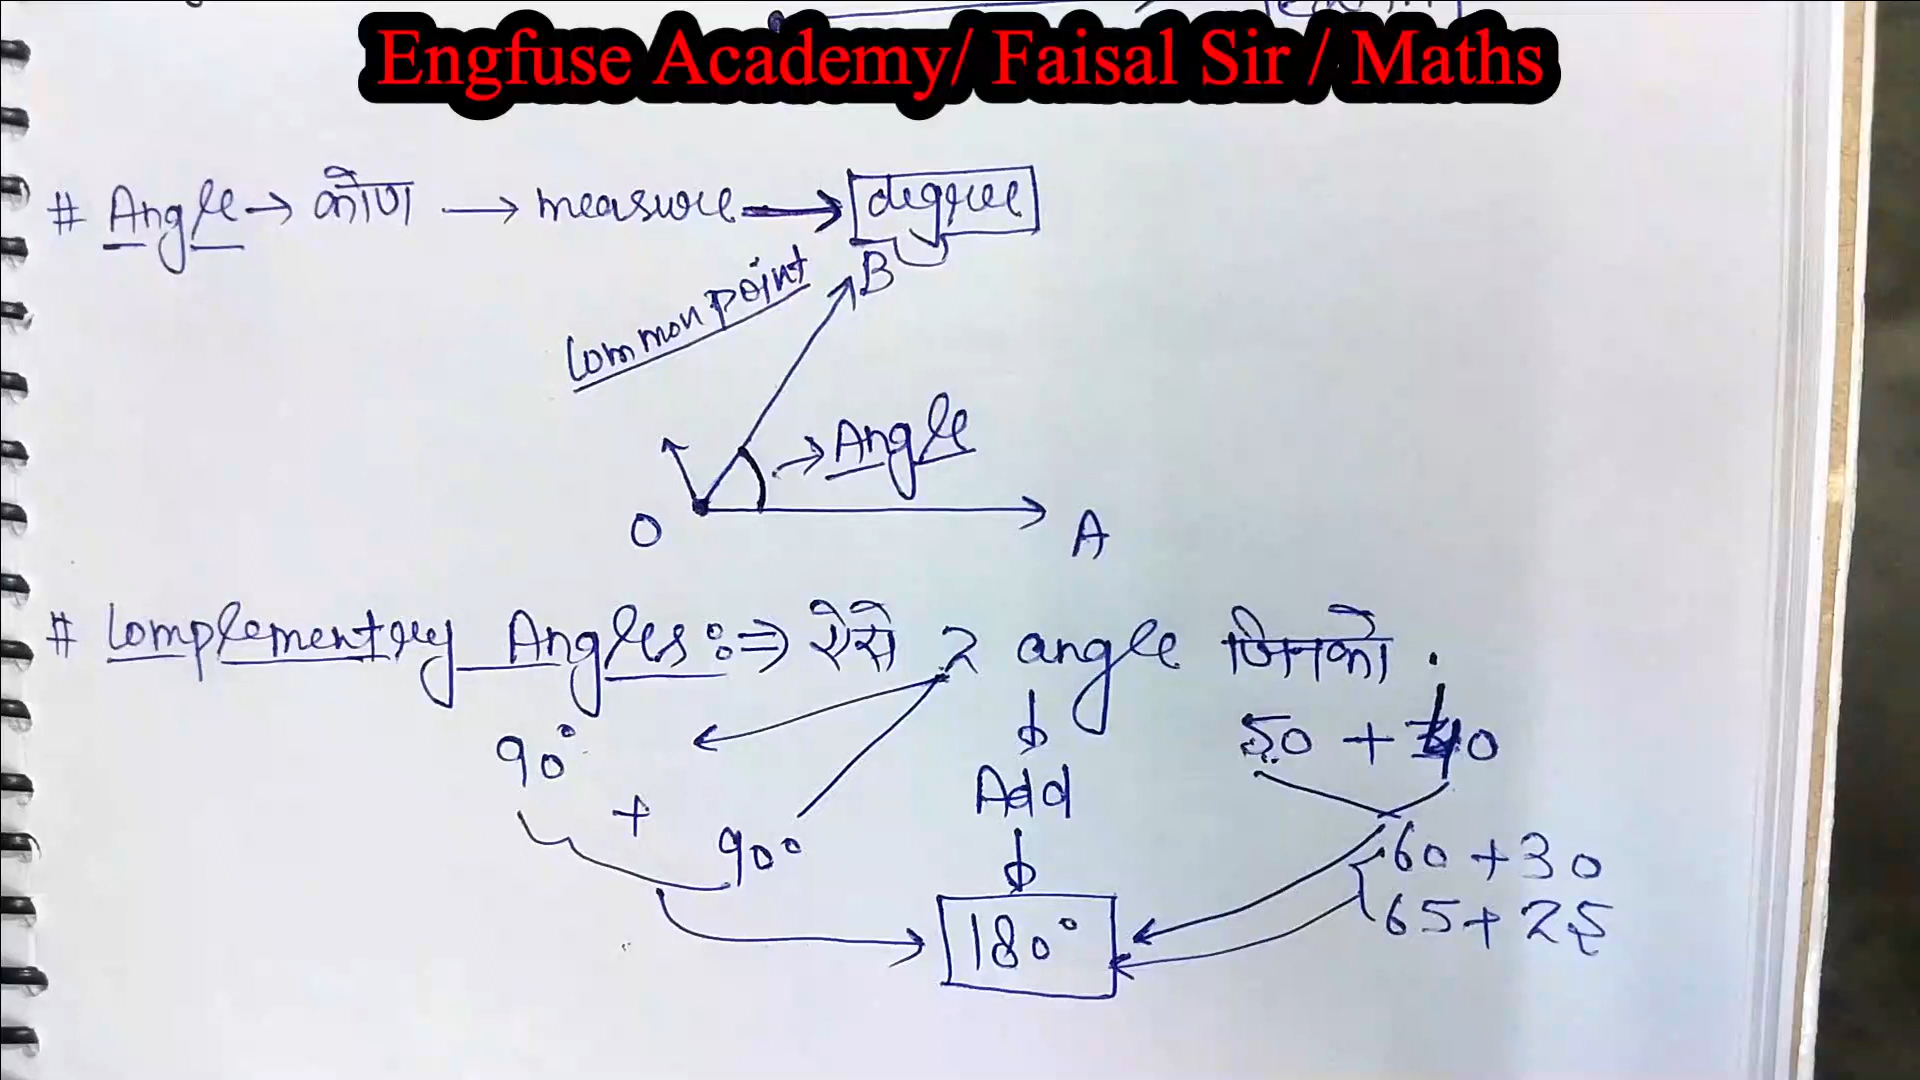 Engfuse Academy/ Faisal Sir / Maths
# Angle → कोण → measure → degree
Common point
B
→ Angle
O
A
# Complementry Angles :⇒ ऐसे 2 angle जिनको
90°
50 + 40
+
Add
90°
60 + 30
180°
65 + 25